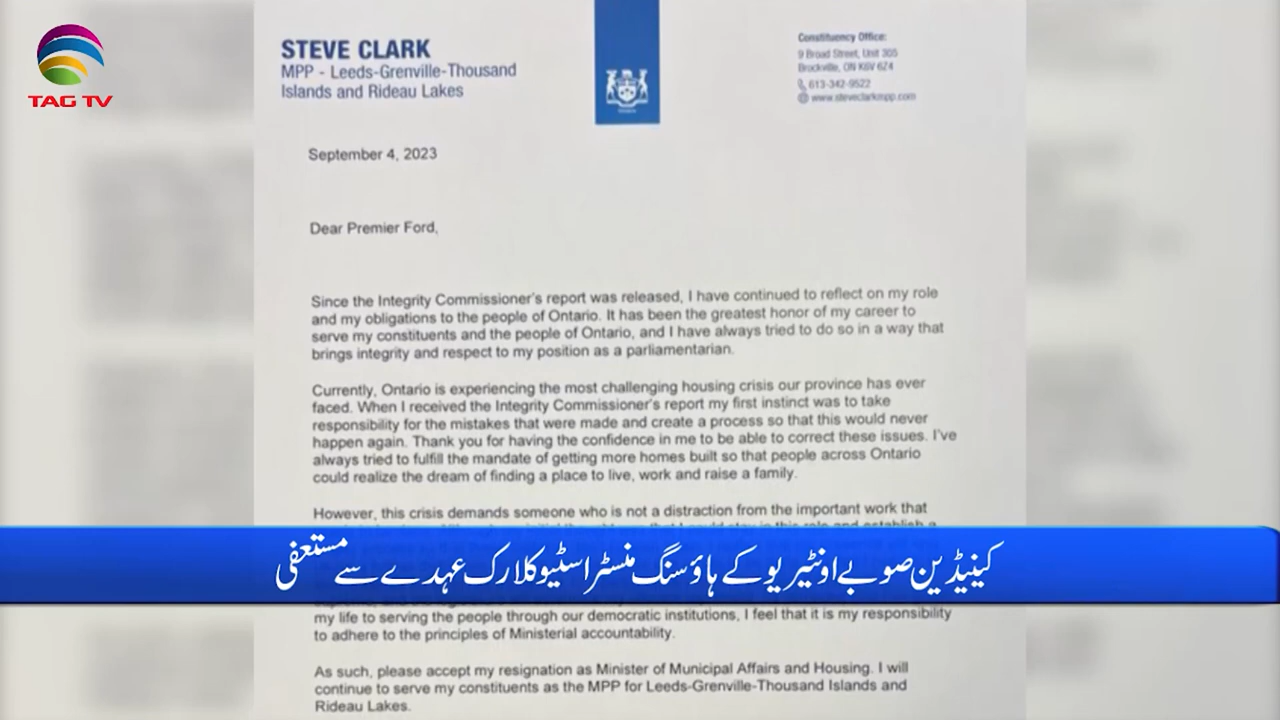 TAG TV
STEVE CLARK
MPP - Leeds-Grenville-Thousand
Islands and Rideau Lakes
Constituency Office:
9 Broad Street, Unit 305
Brockville, ON K6V 6Z4
613-342-9522
www.steveclarkmpp.com
September 4, 2023
Dear Premier Ford,
Since the Integrity Commissioner's report was released, I have continued to reflect on my role
and my obligations to the people of Ontario. It has been the greatest honor of my career to
serve my constituents and the people of Ontario, and I have always tried to do so in a way that
brings integrity and respect to my position as a parliamentarian.
Currently, Ontario is experiencing the most challenging housing crisis our province has ever
faced. When I received the Integrity Commissioner's report my first instinct was to take
responsibility for the mistakes that were made and create a process so that this would never
happen again. Thank you for having the confidence in me to be able to correct these issues. I've
always tried to fulfill the mandate of getting more homes built so that people across Ontario
could realize the dream of finding a place to live, work and raise a family.
However, this crisis demands someone who is not a distraction from the important work that
کینیڈین صوبے اونٹیریو کے ہاؤسنگ منسٹر اسٹیو کلارک عہدے سے مستعفی
my life to serving the people through our democratic institutions, I feel that it is my responsibility
to adhere to the principles of Ministerial accountability.
As such, please accept my resignation as Minister of Municipal Affairs and Housing. I will
continue to serve my constituents as the MPP for Leeds-Grenville-Thousand Islands and
Rideau Lakes.